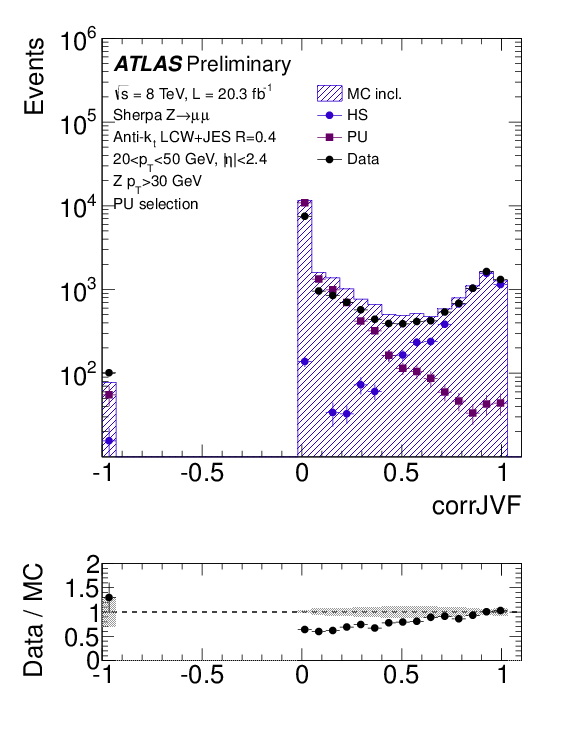 Events
10^6
10^5
10^4
10^3
10^2
ATLAS Preliminary
√s = 8 TeV, L = 20.3 fb^-1
Sherpa Z→μμ
Anti-k_t LCW+JES R=0.4
20<p_T<50 GeV, |η|<2.4
Z p_T>30 GeV
PU selection
MC incl.
HS
PU
Data
-1 -0.5 0 0.5 1
corrJVF
Data / MC
2
1.5
1
0.5
0
-1 -0.5 0 0.5 1